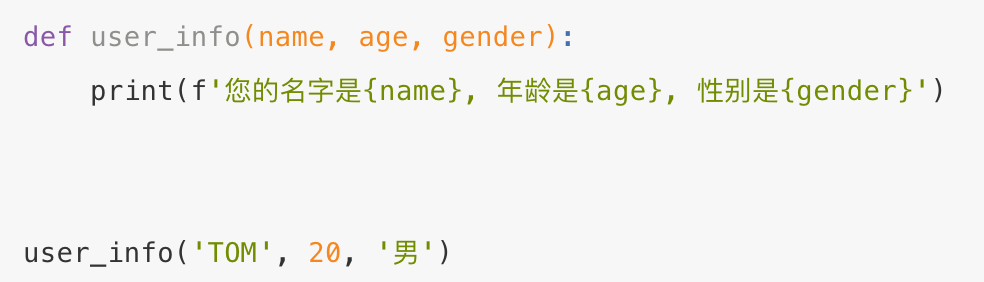 def user_info(name, age, gender):
    print(f'您的名字是{name}, 年龄是{age}, 性别是{gender}')
user_info('TOM', 20, '男')